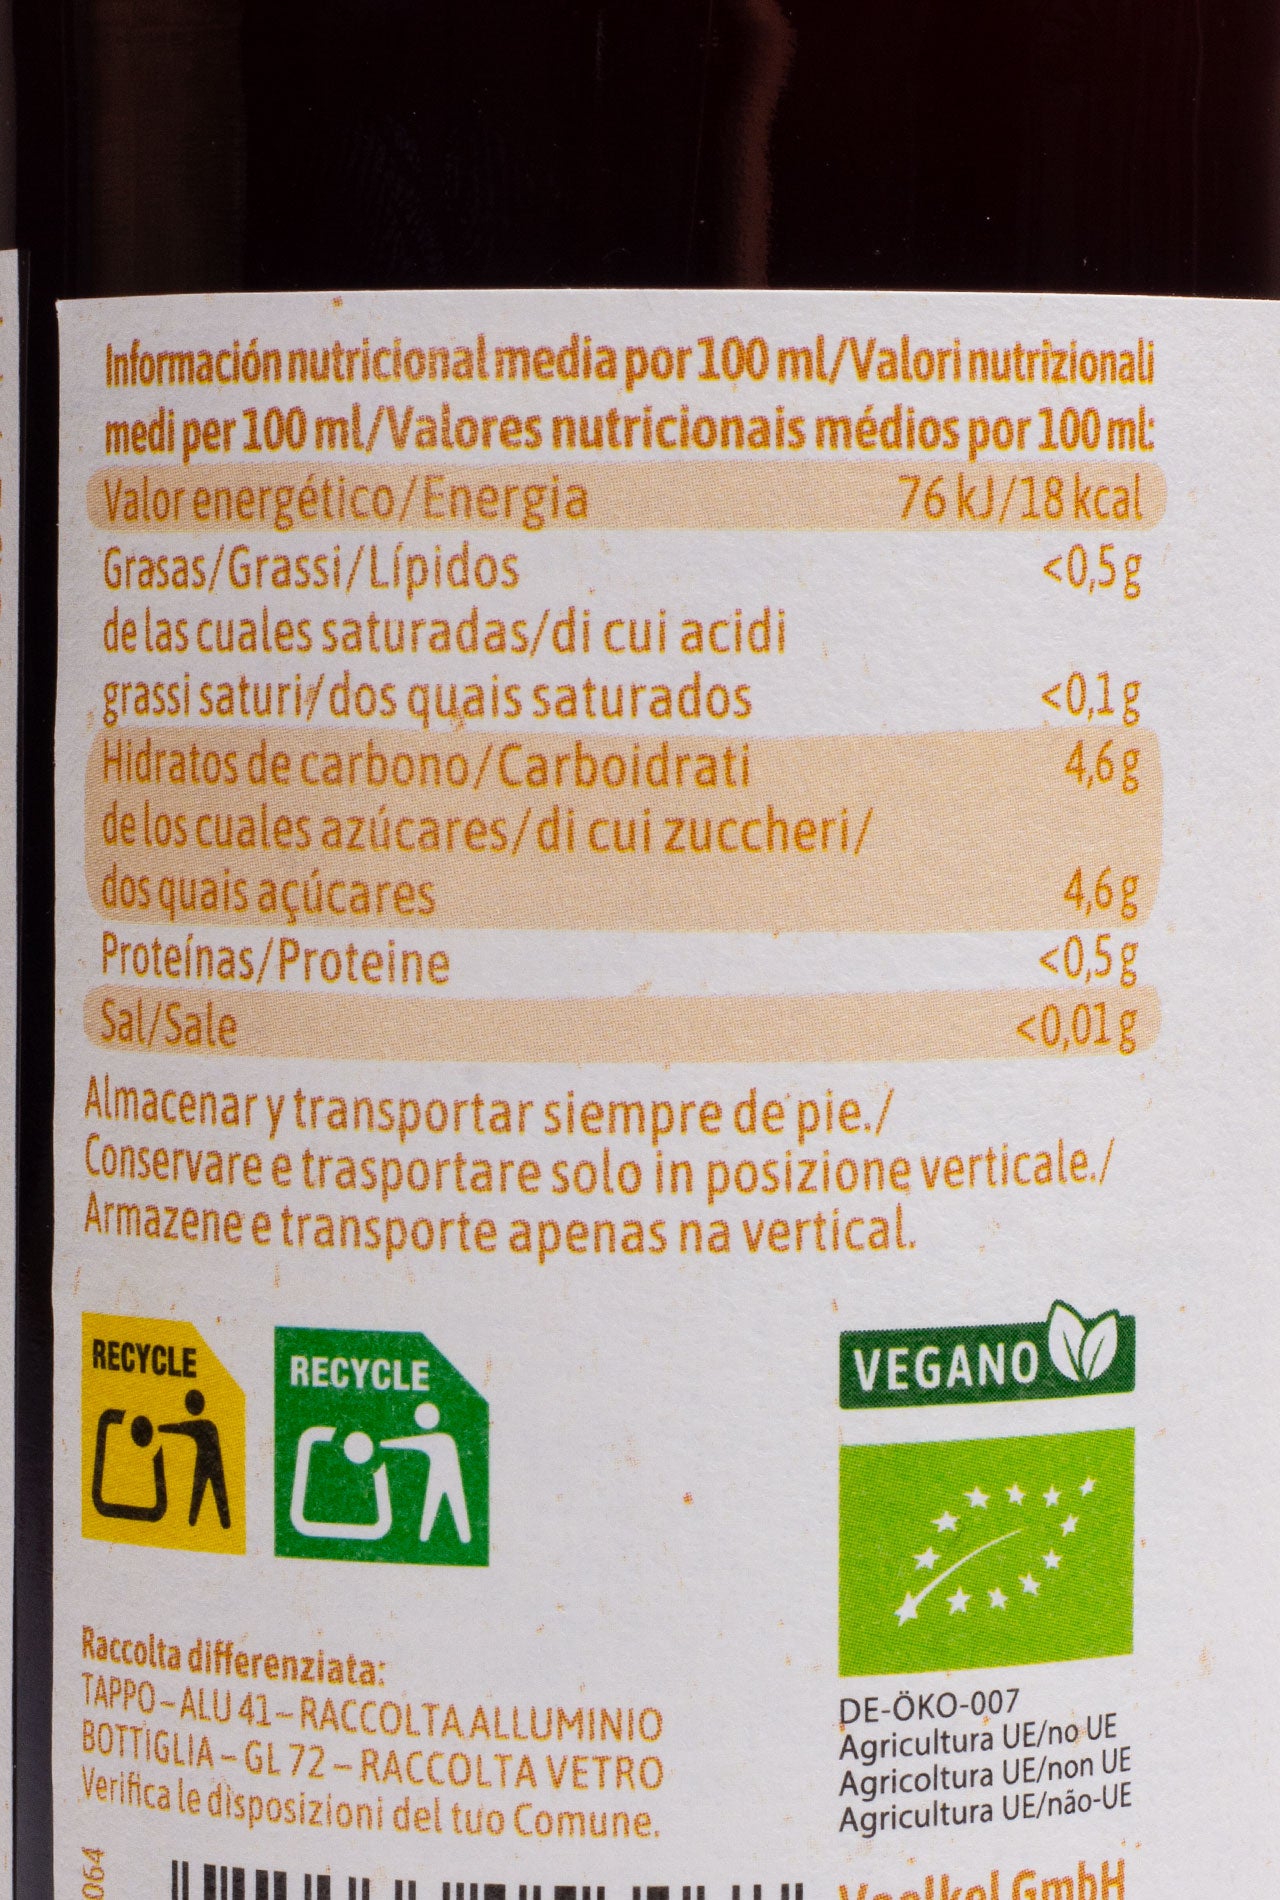 Información nutricional media por 100 ml/Valori nutrizionali
medi per 100 ml/Valores nutricionais médios por 100 ml:
Valor energético/Energia 76 kJ/18 kcal
Grasas/Grassi/Lípidos <0,5 g
de las cuales saturadas/di cui acidi
grassi saturi/dos quais saturados <0,1 g
Hidratos de carbono/Carboidrati 4,6 g
de los cuales azúcares/di cui zuccheri/
dos quais açúcares 4,6 g
Proteínas/Proteine <0,5 g
Sal/Sale <0,01 g
Almacenar y transportar siempre de pie./
Conservare e trasportare solo in posizione verticale./
Armazene e transporte apenas na vertical.
RECYCLE
RECYCLE
VEGANO
Raccolta differenziata:
TAPPO – ALU 41 – RACCOLTA ALLUMINIO
BOTTIGLIA – GL 72 – RACCOLTA VETRO
Verifica le disposizioni del tuo Comune.
DE-ÖKO-007
Agricultura UE/no UE
Agricoltura UE/non UE
Agricultura UE/não-UE
064
Voelkel GmbH